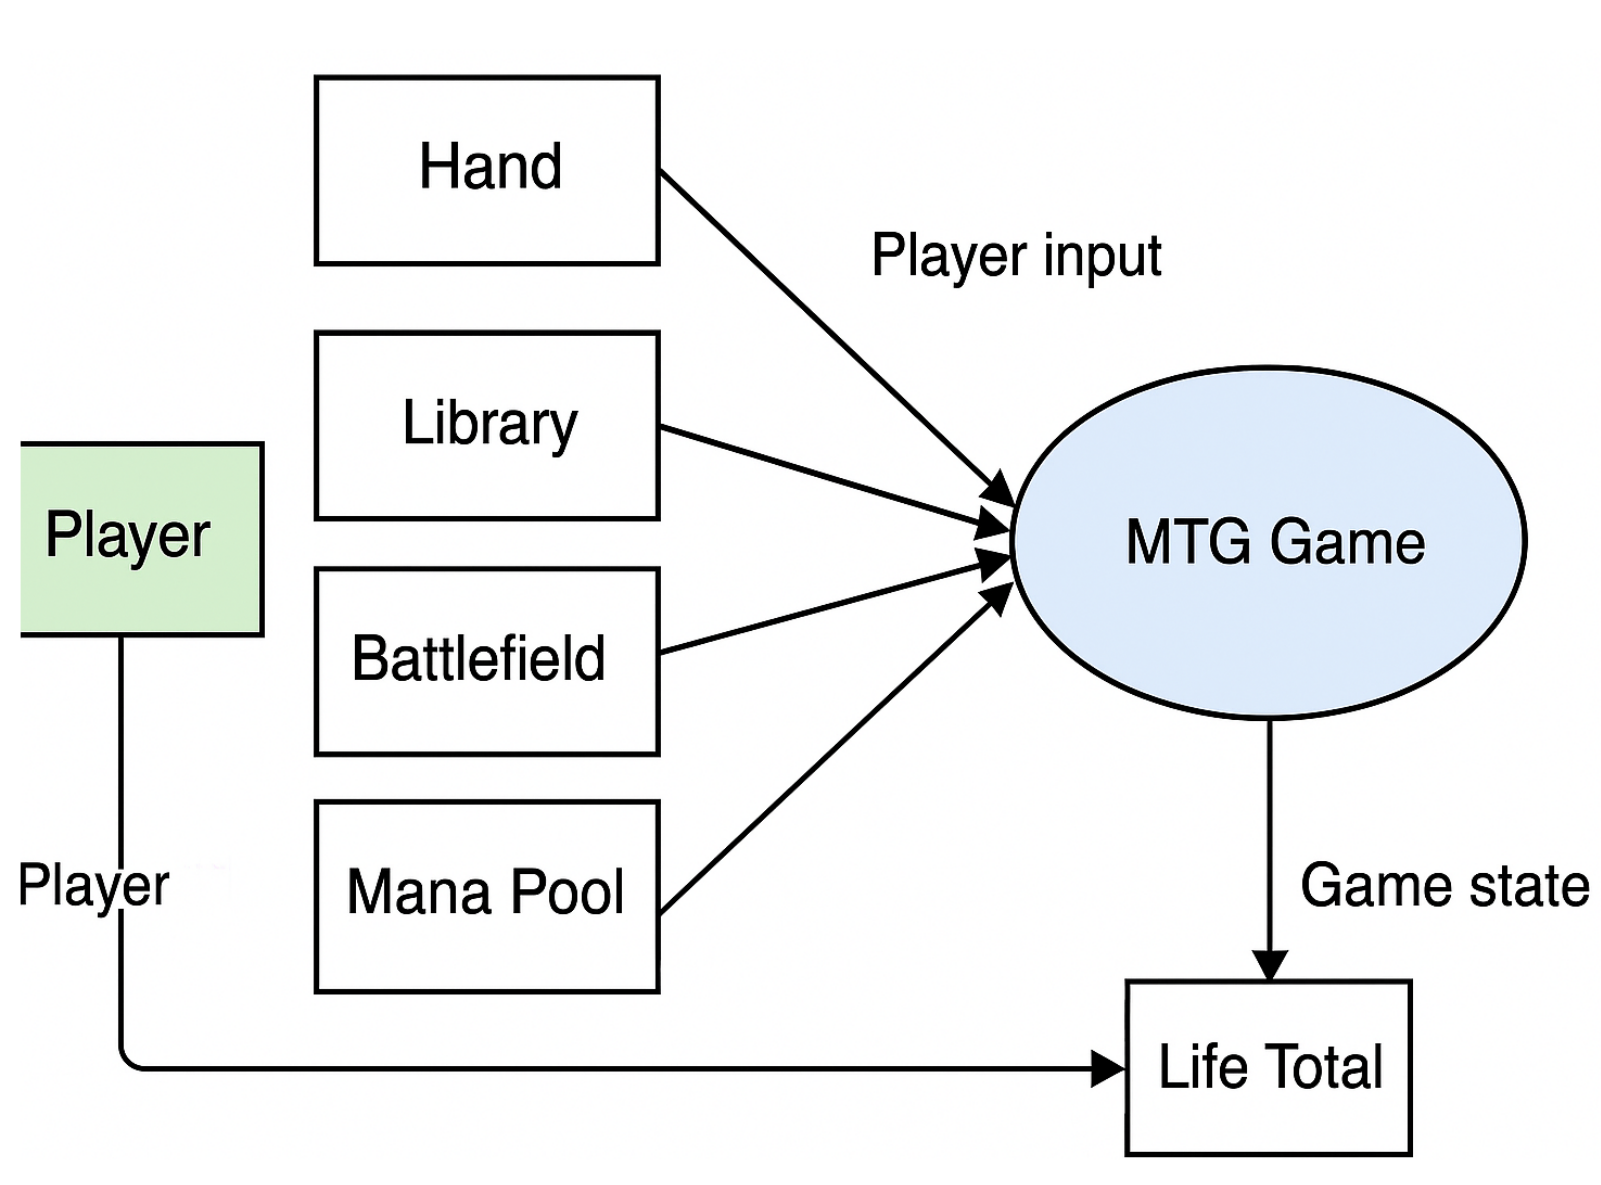 Hand
Player input
Library
Player
MTG Game
Battlefield
Player
Mana Pool
Game state
Life Total